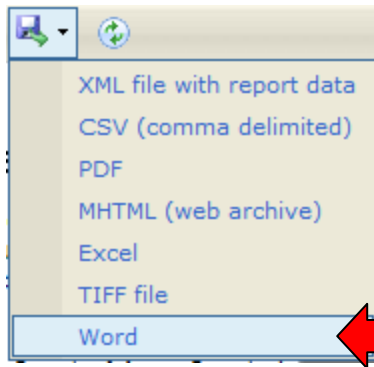 XML file with report data
CSV (comma delimited)
PDF
MHTML (web archive)
Excel
TIFF file
Word